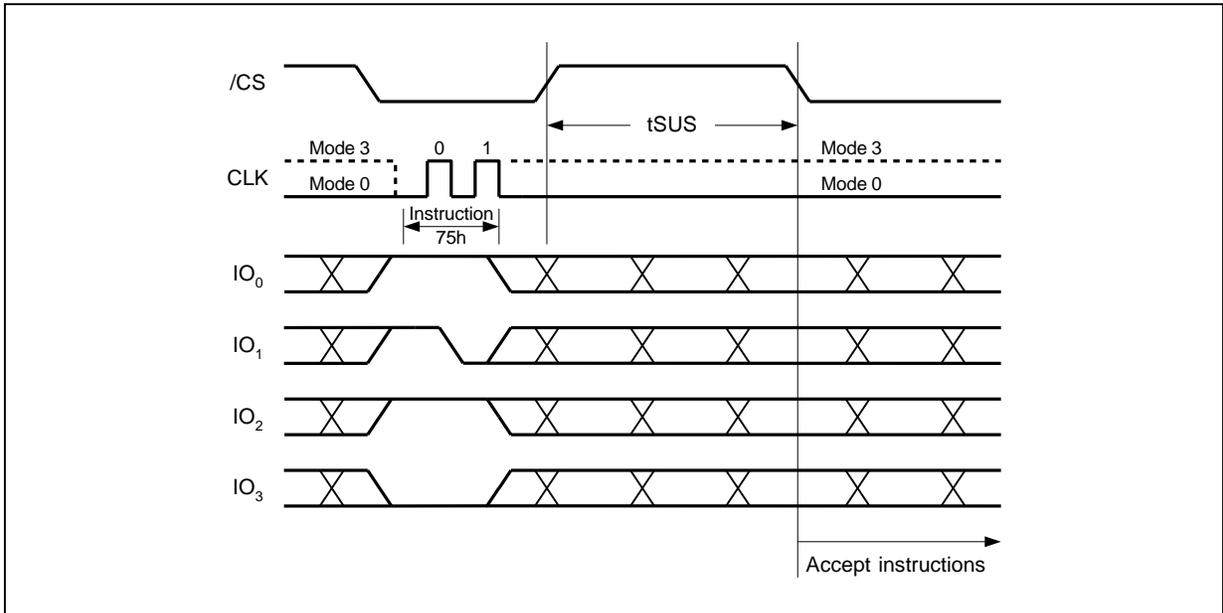 /CS
tSUS
Mode 3 0 1 Mode 3
CLK
Mode 0 Mode 0
Instruction
75h
IO0
IO1
IO2
IO3
Accept instructions